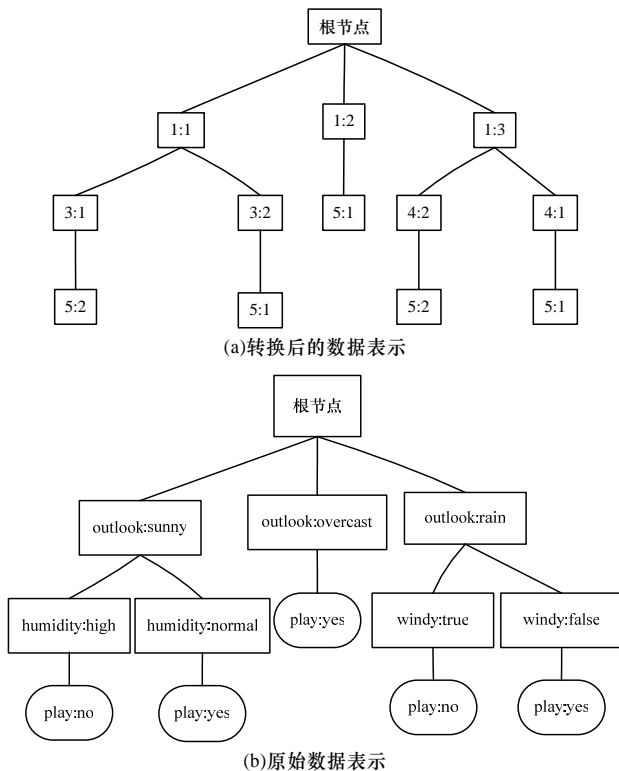 根节点
1:1
1:2
1:3
3:1
3:2
5:1
4:2
4:1
5:2
5:1
5:2
5:1
(a)转换后的数据表示
根节点
outlook:sunny
outlook:overcast
outlook:rain
humidity:high
humidity:normal
play:yes
windy:true
windy:false
play:no
play:yes
play:no
play:yes
(b)原始数据表示